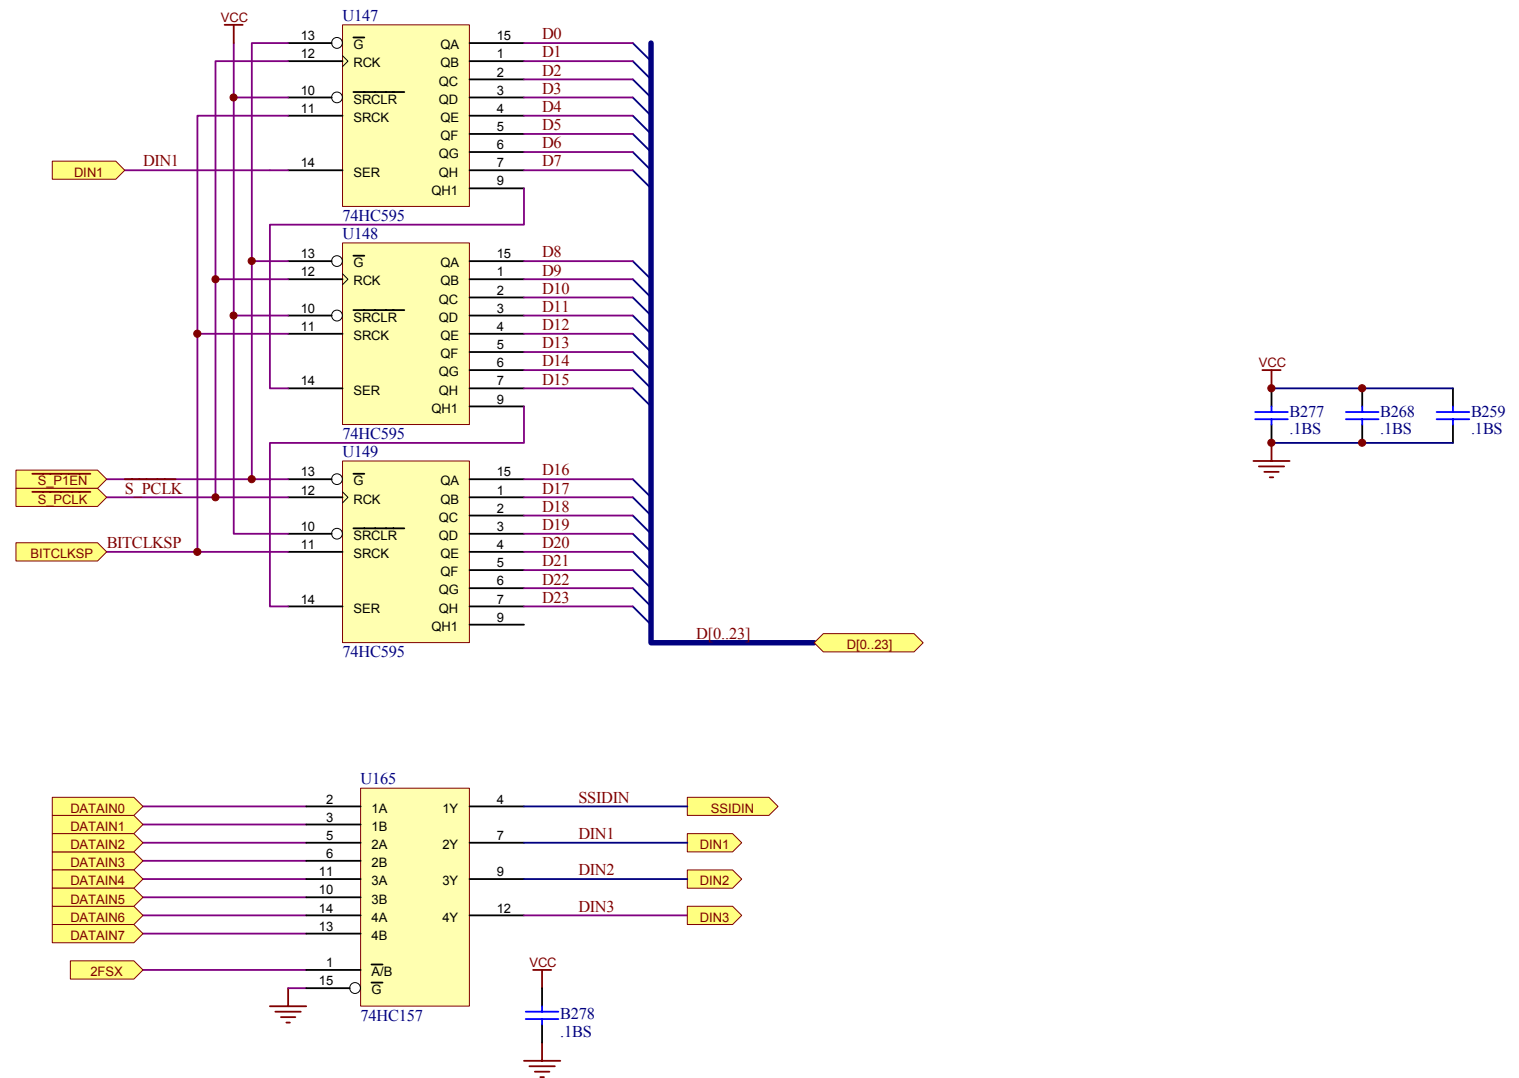 VCC
U147
13 G QA 15 D0
12 RCK QB 1 D1
QC 2 D2
10 SRCLR QD 3 D3
11 SRCK QE 4 D4
QF 5 D5
QG 6 D6
DIN1 DIN1 14 SER QH 7 D7
QH1 9
74HC595
U148
13 G QA 15 D8
12 RCK QB 1 D9
QC 2 D10
10 SRCLR QD 3 D11
11 SRCK QE 4 D12
QF 5 D13
QG 6 D14
14 SER QH 7 D15
QH1 9
74HC595
U149
S_P1EN 13 G QA 15 D16
S_PCLK S_PCLK 12 RCK QB 1 D17
QC 2 D18
10 SRCLR QD 3 D19
BITCLKSP BITCLKSP 11 SRCK QE 4 D20
QF 5 D21
QG 6 D22
14 SER QH 7 D23
QH1 9
74HC595
D[0..23] D[0..23]
VCC
B277 B268 B259
.1BS .1BS .1BS
U165
DATAIN0 2 1A 1Y 4 SSIDIN SSIDIN
DATAIN1 3 1B
DATAIN2 5 2A 2Y 7 DIN1 DIN1
DATAIN3 6 2B
DATAIN4 11 3A 3Y 9 DIN2 DIN2
DATAIN5 10 3B
DATAIN6 14 4A 4Y 12 DIN3 DIN3
DATAIN7 13 4B
2FSX 1 A/B
15 G
74HC157
VCC
B278
.1BS